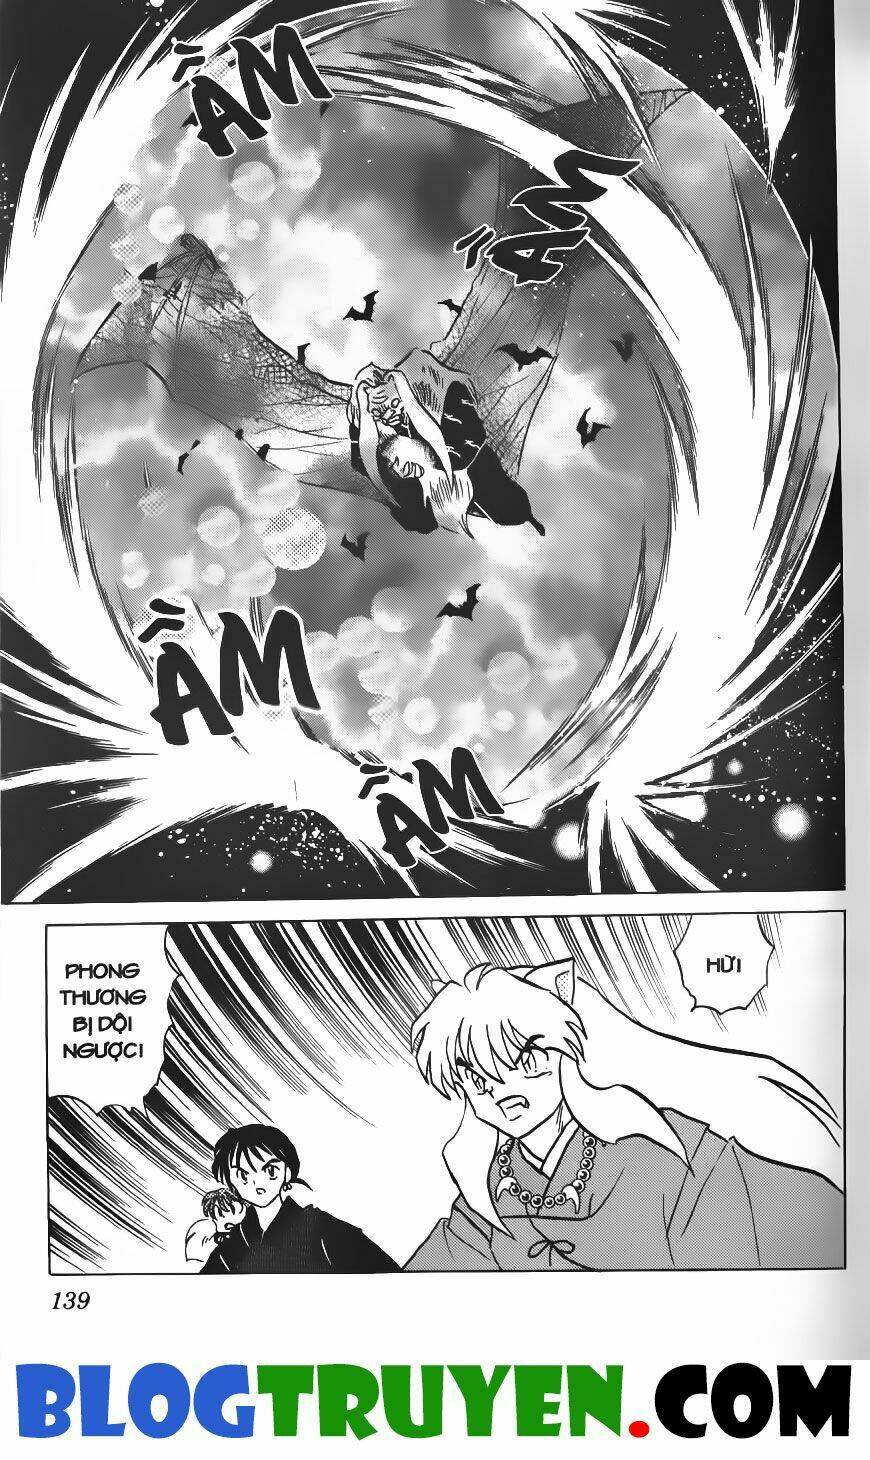 ẦM
ẦM
ẦM
ẦM
HỪ!
PHONG
THƯƠNG
BỊ DỘI
NGƯỢC!
139
BLOGTRUYEN.COM